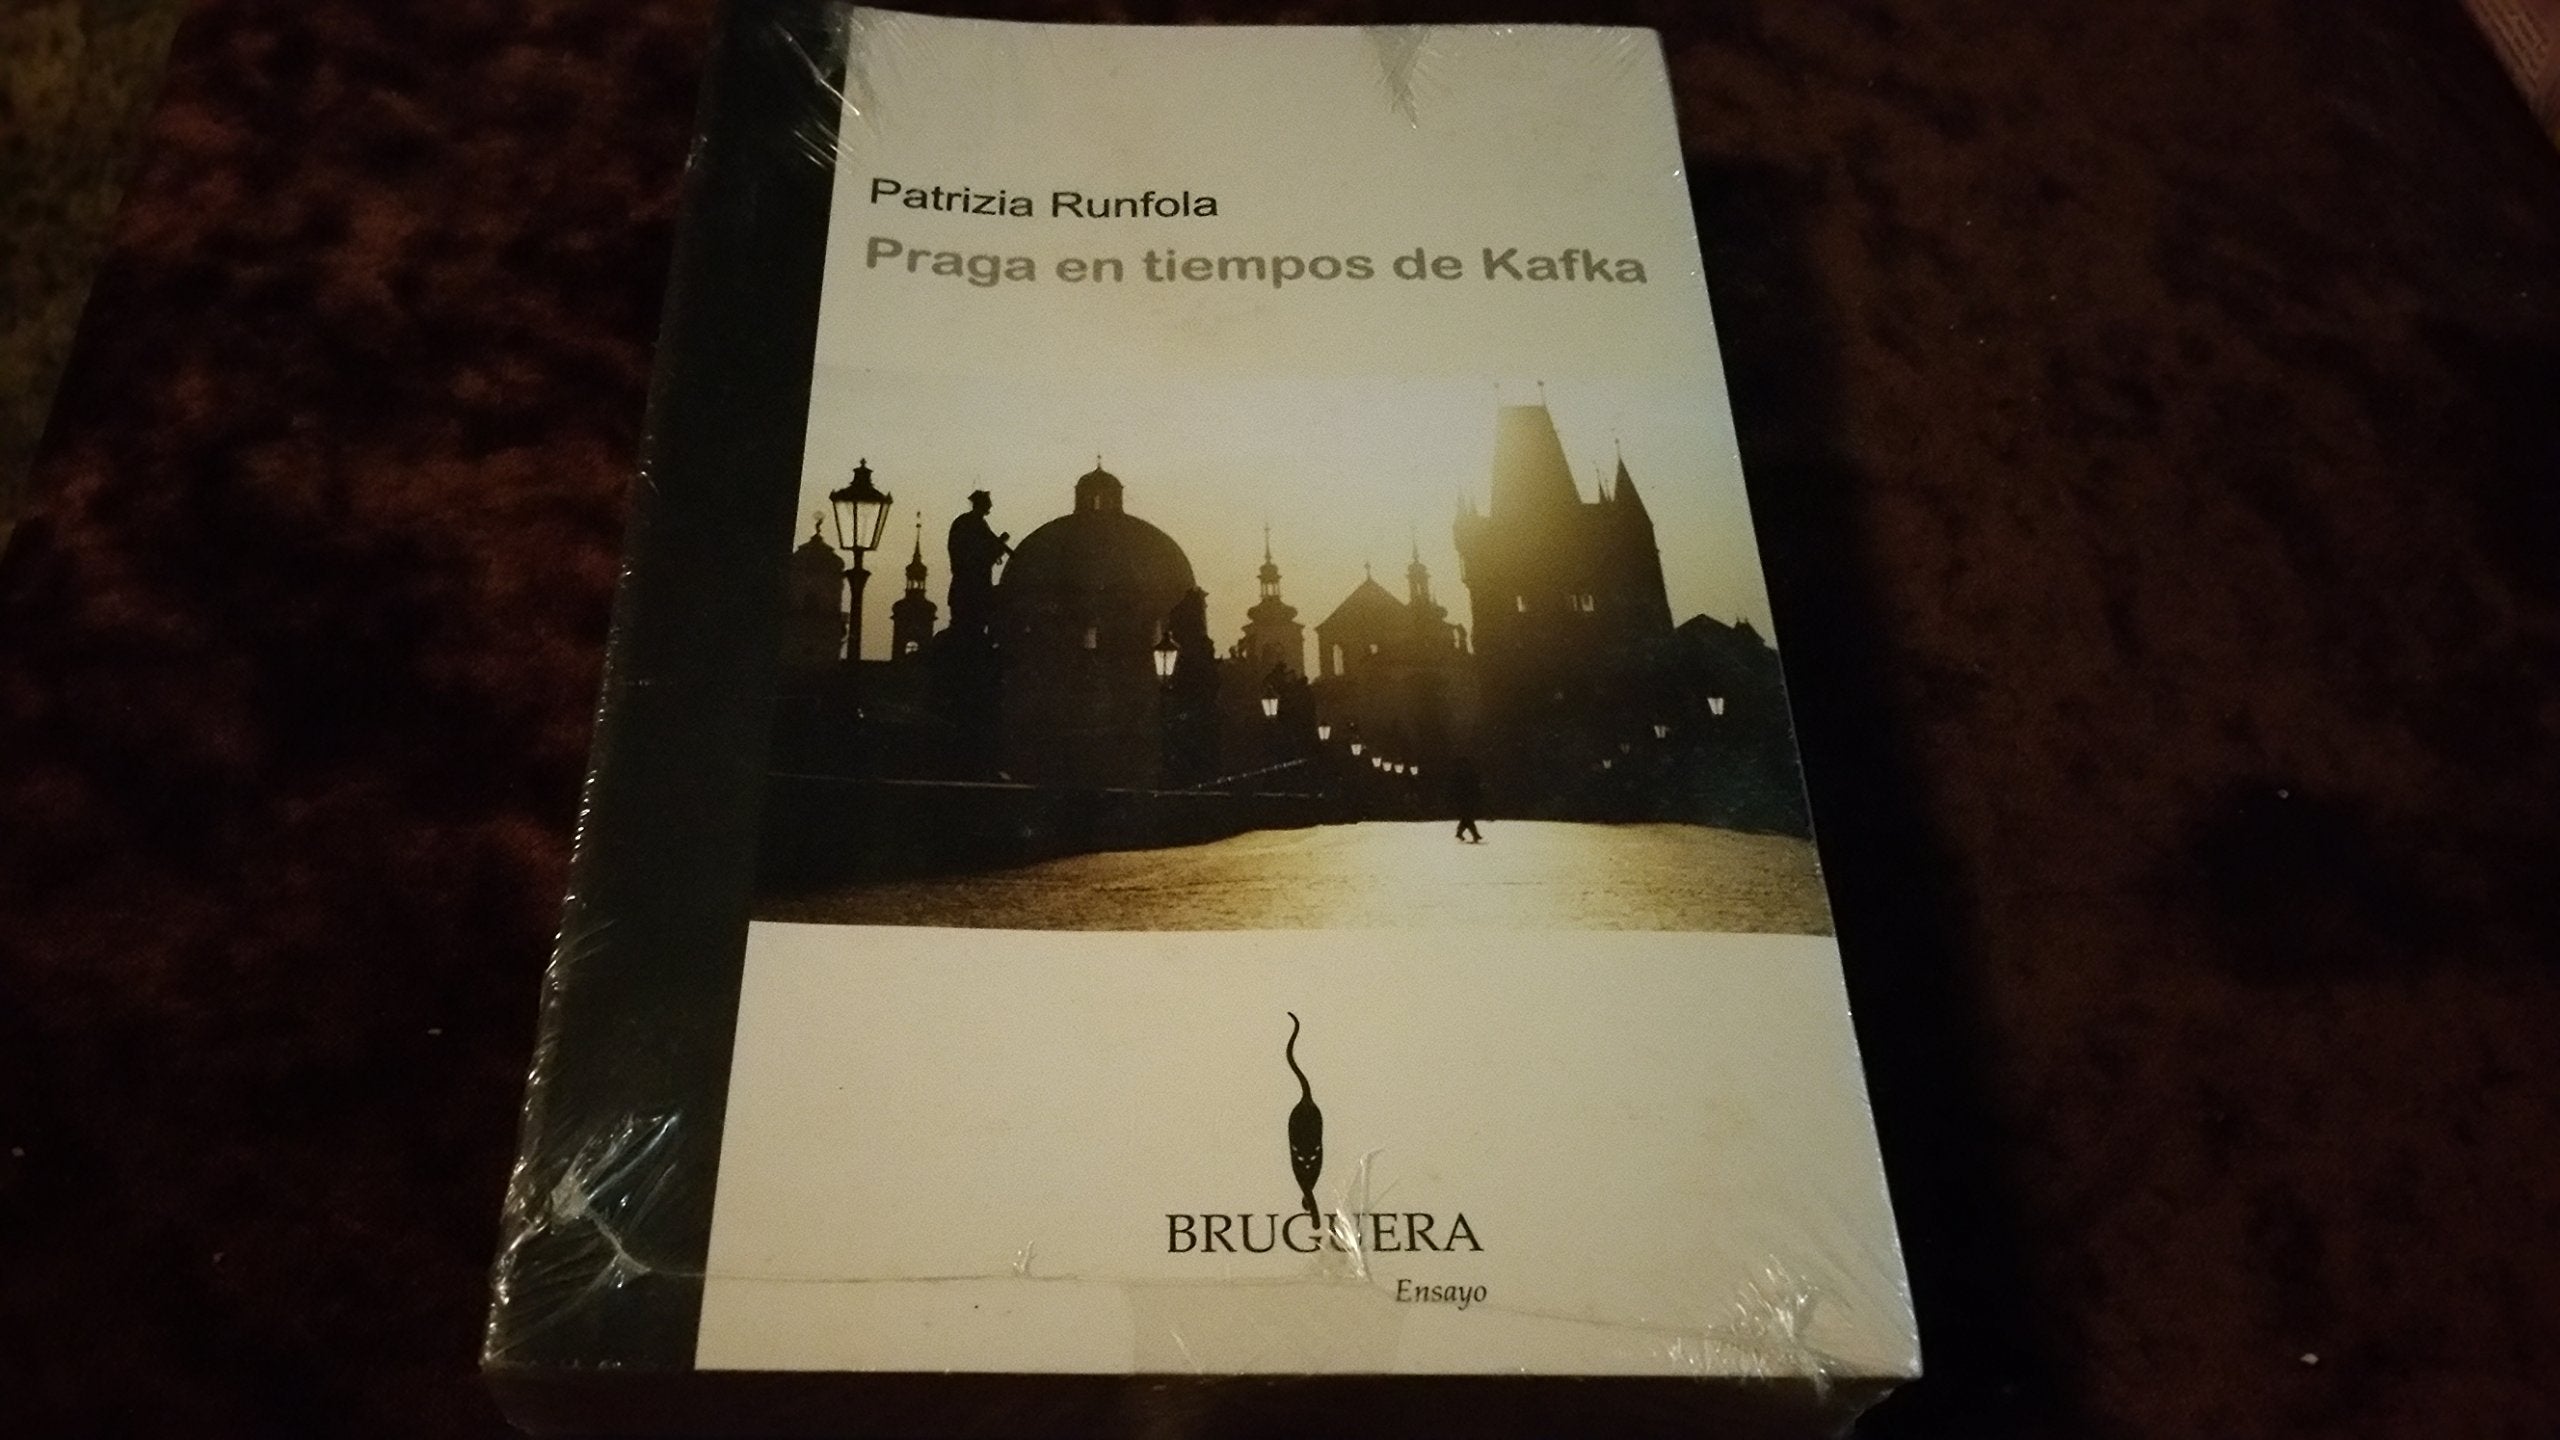 Patrizia Runfola
Praga en tiempos de Kafka
BRUGUERA
Ensayo